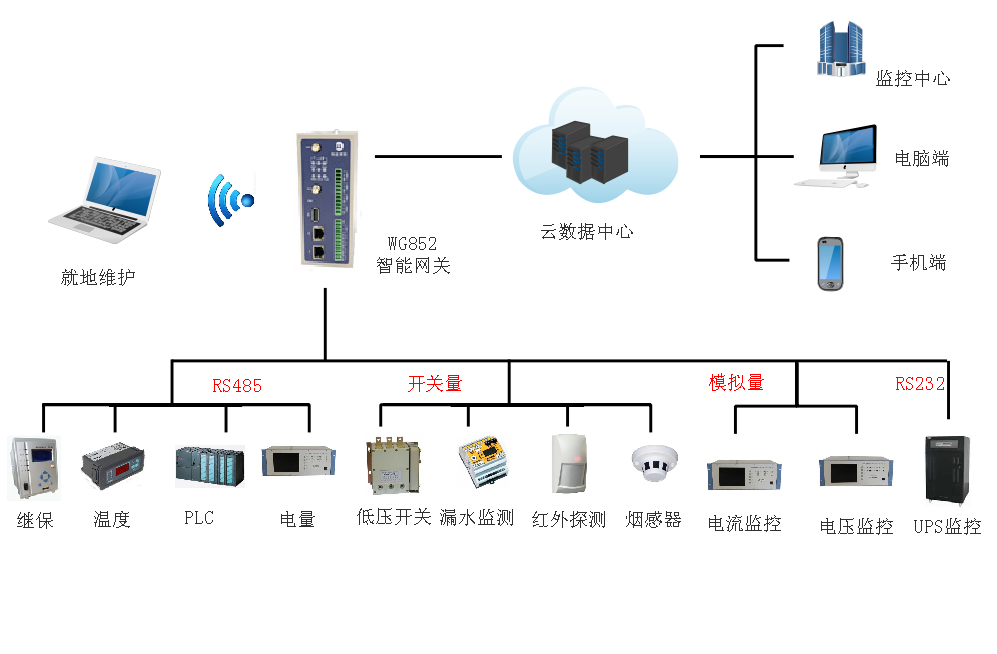 监控中心
电脑端
云数据中心
WG852
智能网关
手机端
就地维护
RS485
开关量
模拟量
RS232
继保
温度
PLC
电量
低压开关
漏水监测
红外探测
烟感器
电流监控
电压监控
UPS监控